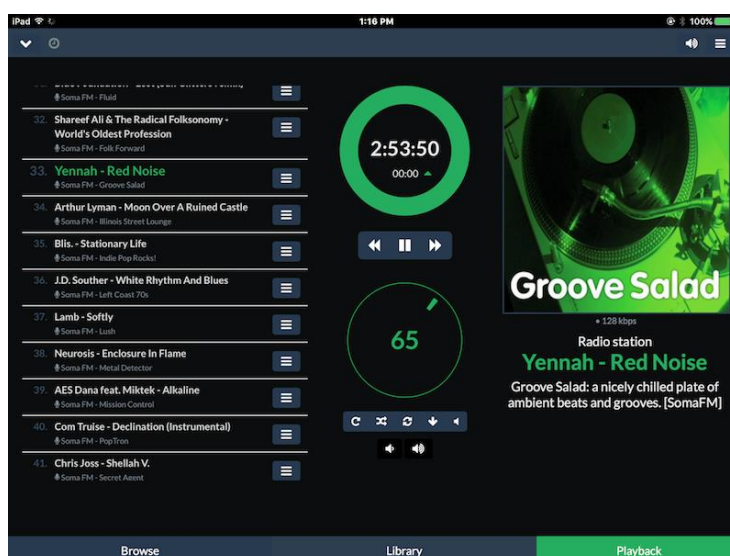 iPad 1:16 PM 100%
Soma FM - Fluid
32. Shareef Ali & The Radical Folksonomy -
World's Oldest Profession
Soma FM - Folk Forward
33. Yennah - Red Noise
Soma FM - Groove Salad
34. Arthur Lyman - Moon Over A Ruined Castle
Soma FM - Illinois Street Lounge
35. Blis. - Stationary Life
Soma FM - Indie Pop Rocks!
36. J.D. Souther - White Rhythm And Blues
Soma FM - Left Coast 70s
37. Lamb - Softly
Soma FM - Lush
38. Neurosis - Enclosure In Flame
Soma FM - Metal Detector
39. AES Dana feat. Miktek - Alkaline
Soma FM - Mission Control
40. Com Truise - Declination (Instrumental)
Soma FM - PopTron
41. Chris Joss - Shellah V.
Soma FM - Secret Agent
2:53:50
00:00
65
Groove Salad
• 128 kbps
Radio station
Yennah - Red Noise
Groove Salad: a nicely chilled plate of
ambient beats and grooves. [SomaFM]
Browse Library Playback